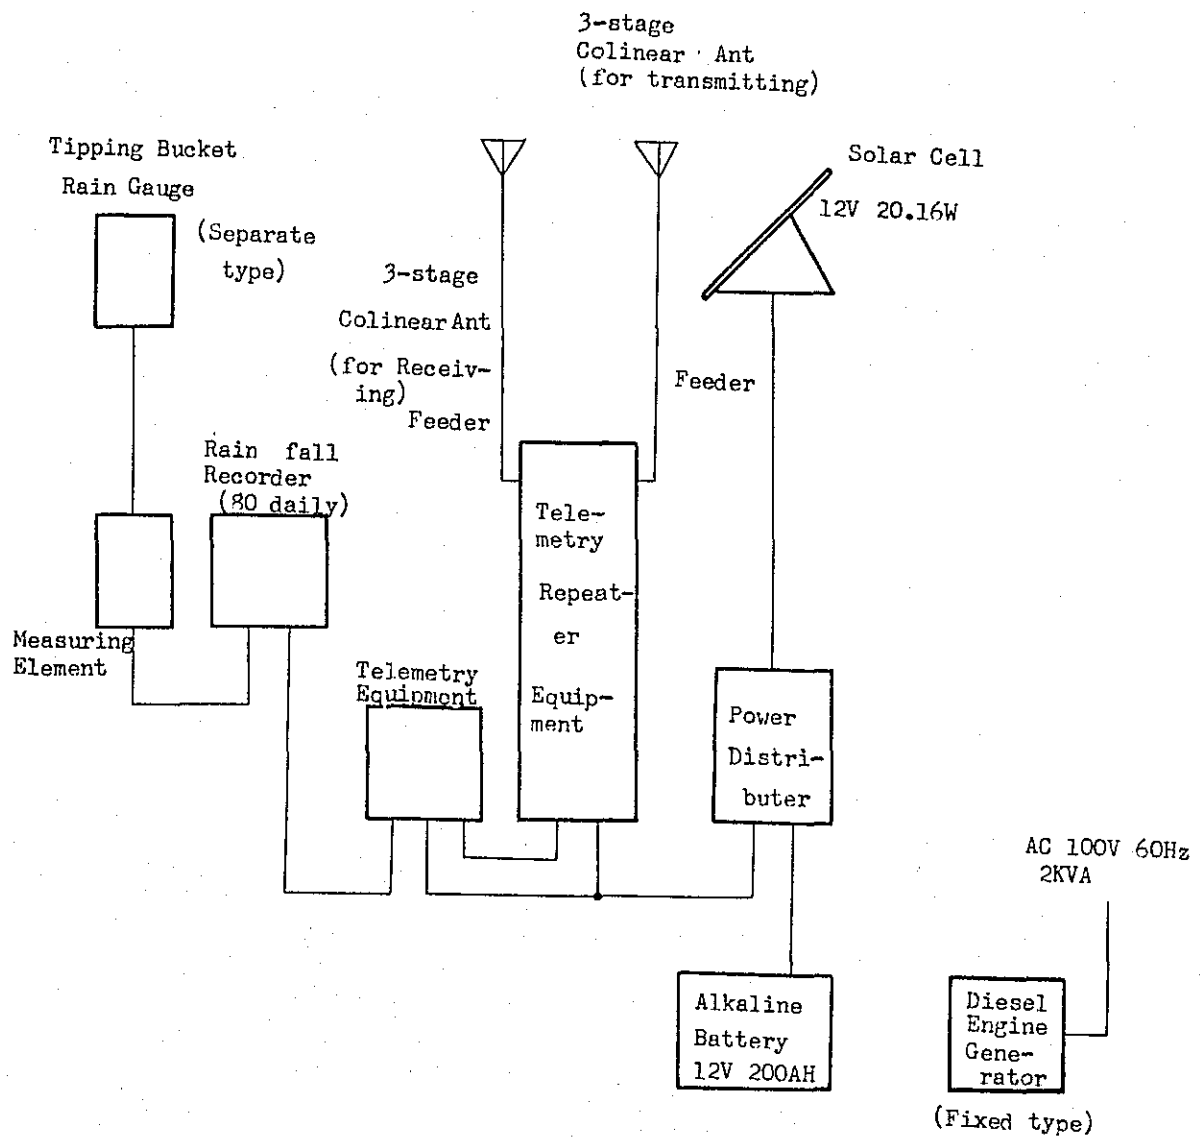 3-stage
Colinear Ant
(for transmitting)
Tipping Bucket
Rain Gauge
(Separate
type)
Solar Cell
12V 20.16W
3-stage
Colinear Ant
(for Receiv-
ing)
Feeder
Feeder
Rain fall
Recorder
(80 daily)
Tele-
metry
Repeat-
er
Equip-
ment
Measuring
Element
Telemetry
Equipment
Power
Distri-
buter
AC 100V 60Hz
2KVA
Alkaline
Battery
12V 200AH
Diesel
Engine
Gene-
rator
(Fixed type)